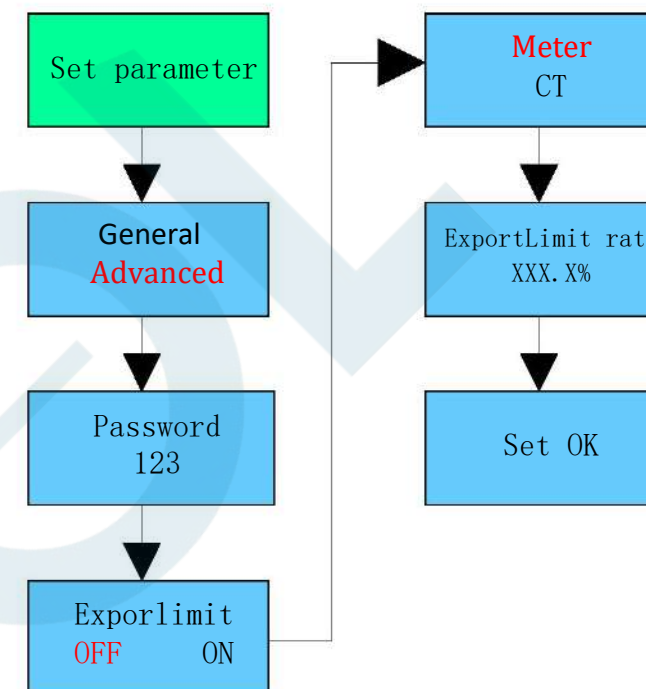 Set parameter
General
Advanced
Password
123
Exporlimit
OFF ON
Meter
CT
ExportLimit rat
XXX.X%
Set OK